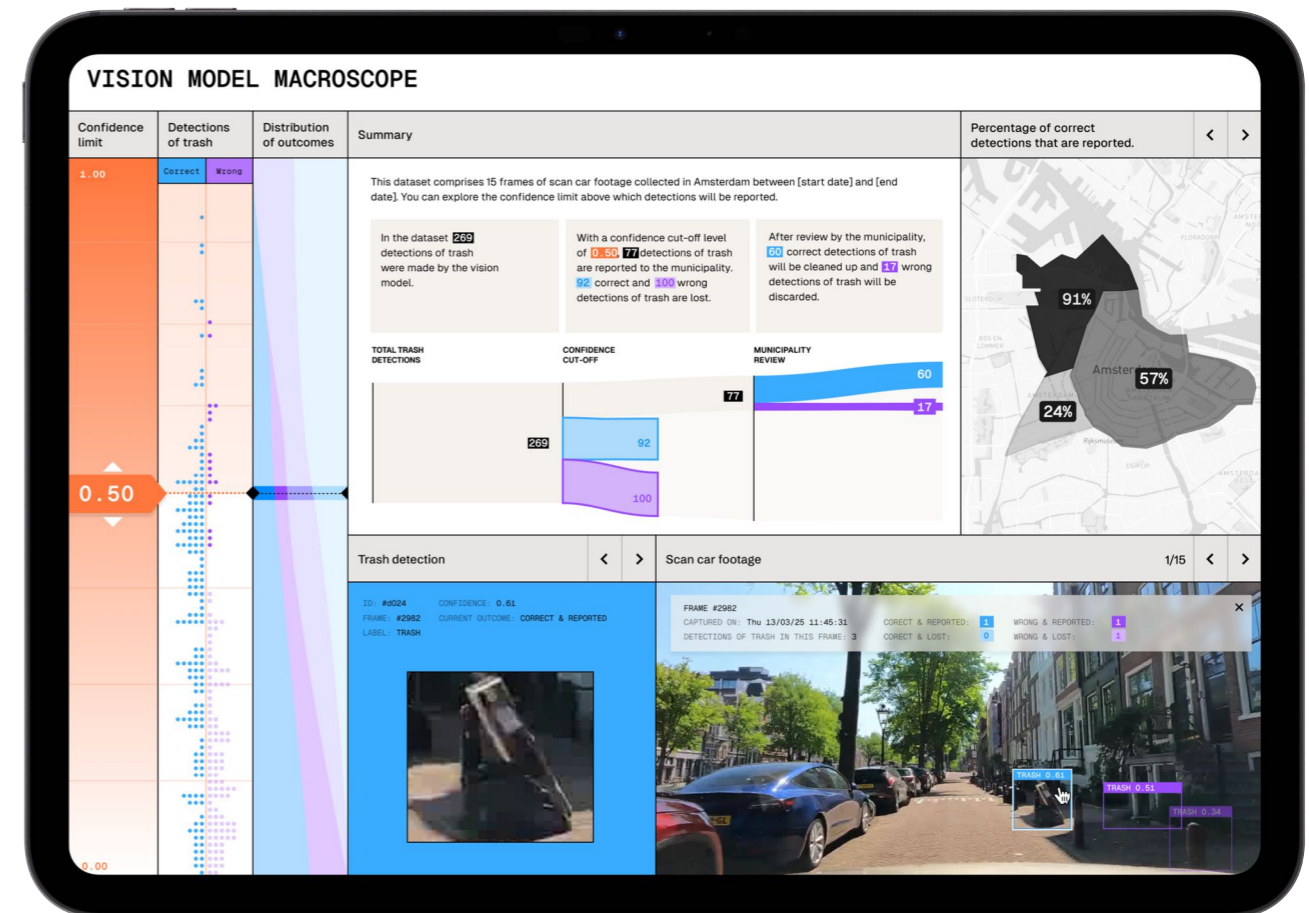 VISION MODEL MACROSCOPE
Confidence
limit
Detections
of trash
Distribution
of outcomes
Summary
Percentage of correct
detections that are reported.
1.00
Correct
Wrong
0.50
0.00
This dataset comprises 15 frames of scan car footage collected in Amsterdam between [start date] and [end
date]. You can explore the confidence limit above which detections will be reported.
In the dataset 269
detections of trash
were made by the vision
model.
With a confidence cut-off level
of 0.50, 77 detections of trash
are reported to the municipality.
92 correct and 100 wrong
detections of trash are lost.
After review by the municipality,
60 correct detections of trash
will be cleaned up and 17 wrong
detections of trash will be
discarded.
TOTAL TRASH
DETECTIONS
CONFIDENCE
CUT-OFF
MUNICIPALITY
REVIEW
269
77
92
100
60
17
FLORADORP
SLOTERDIJK
BOS EN
LOMMER
91%
57%
24%
Rijksmuseum
Trash detection
Scan car footage
1/15
ID: #d024 CONFIDENCE: 0.61
FRAME: #2982 CURRENT OUTCOME: CORRECT & REPORTED
LABEL: TRASH
FRAME #2982
CAPTURED ON: Thu 13/03/25 11:45:31 CORECT & REPORTED: 1 WRONG & REPORTED: 1
DETECTIONS OF TRASH IN THIS FRAME: 3 CORECT & LOST: 0 WRONG & LOST: 1
TRASH 0.61
TRASH 0.51
TRASH 0.34